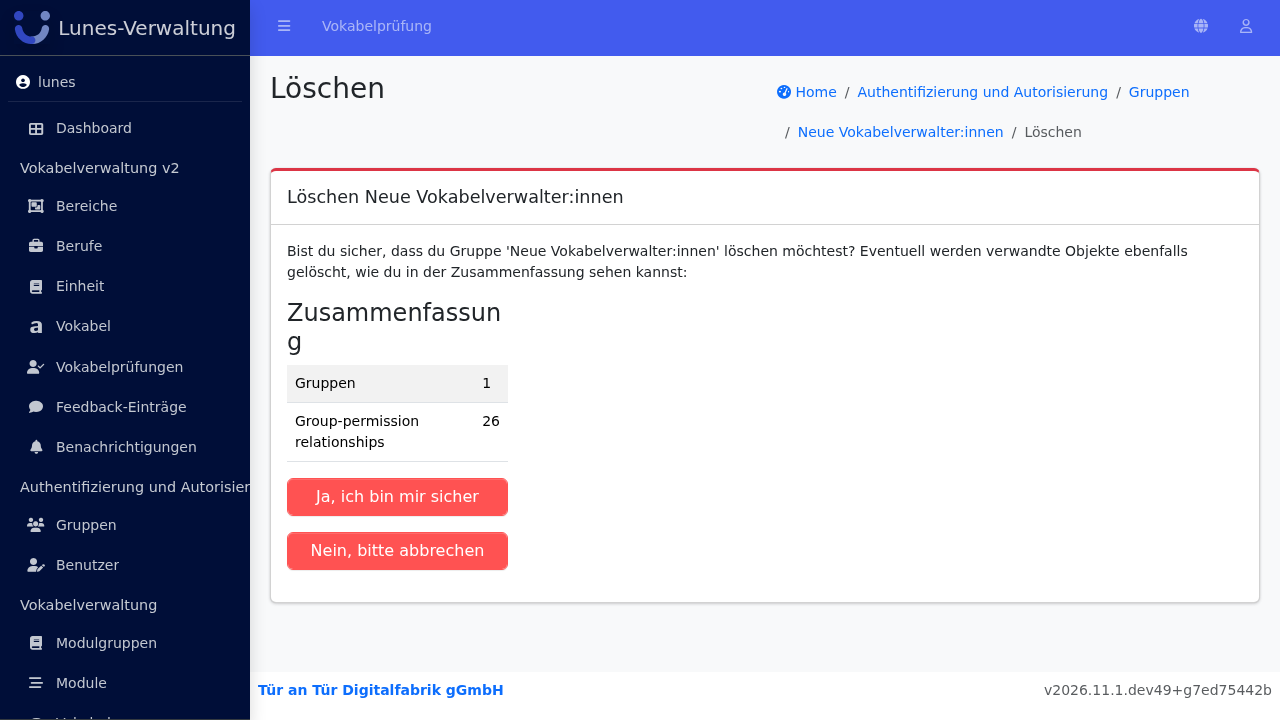 Lunes-Verwaltung
Vokabelprüfung
lunes
Dashboard
Vokabelverwaltung v2
Bereiche
Berufe
Einheit
Vokabel
Vokabelprüfungen
Feedback-Einträge
Benachrichtigungen
Authentifizierung und Autorisier
Gruppen
Benutzer
Vokabelverwaltung
Modulgruppen
Module
Löschen
Home / Authentifizierung und Autorisierung / Gruppen
/ Neue Vokabelverwalter:innen / Löschen
Löschen Neue Vokabelverwalter:innen
Bist du sicher, dass du Gruppe 'Neue Vokabelverwalter:innen' löschen möchtest? Eventuell werden verwandte Objekte ebenfalls
gelöscht, wie du in der Zusammenfassung sehen kannst:
Zusammenfassun
g
Gruppen 1
Group-permission 26
relationships
Ja, ich bin mir sicher
Nein, bitte abbrechen
Tür an Tür Digitalfabrik gGmbH
v2026.11.1.dev49+g7ed75442b